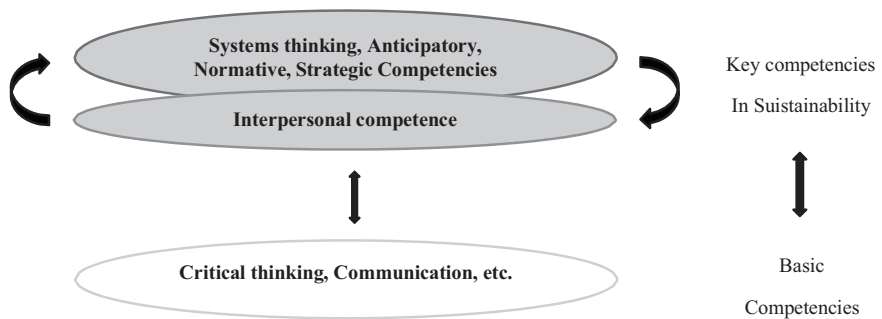 Systems thinking, Anticipatory,
Normative, Strategic Competencies
Interpersonal competence
Key competencies
In Suistainability
Critical thinking, Communication, etc.
Basic
Competencies